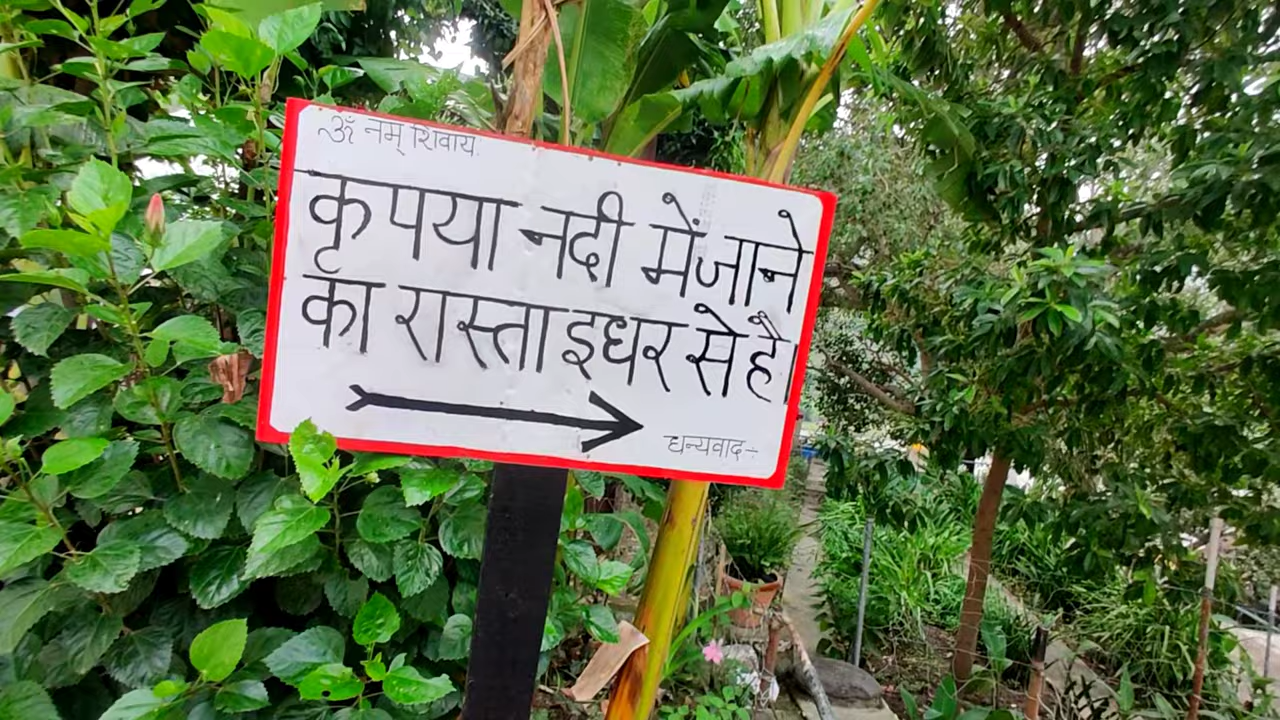 ॐ नम् शिवाय
कृपया नदी में जाने
का रास्ता इधर से है।
धन्यवाद-